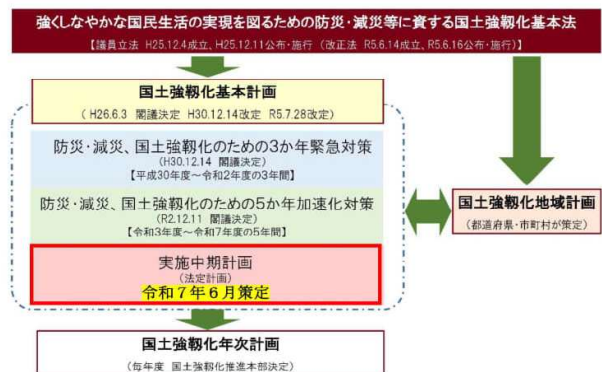 強くしなやかな国民生活の実現を図るための防災・減災等に資する国土強靱化基本法
【議員立法 H25.12.4成立、H25.12.11公布・施行 (改正法 R5.6.14成立、R5.6.16公布・施行)】
国土強靱化基本計画
( H26.6.3 閣議決定 H30.12.14改定 R5.7.28改定)
防災・減災、国土強靱化のための3か年緊急対策
(H30.12.14 閣議決定)
【平成30年度～令和2年度の3年間】
防災・減災、国土強靱化のための5か年加速化対策
(R2.12.11 閣議決定)
【令和3年度～令和7年度の5年間】
国土強靱化地域計画
(都道府県・市町村が策定)
実施中期計画
(法定計画)
令和７年６月策定
国土強靱化年次計画
(毎年度 国土強靱化推進本部決定)